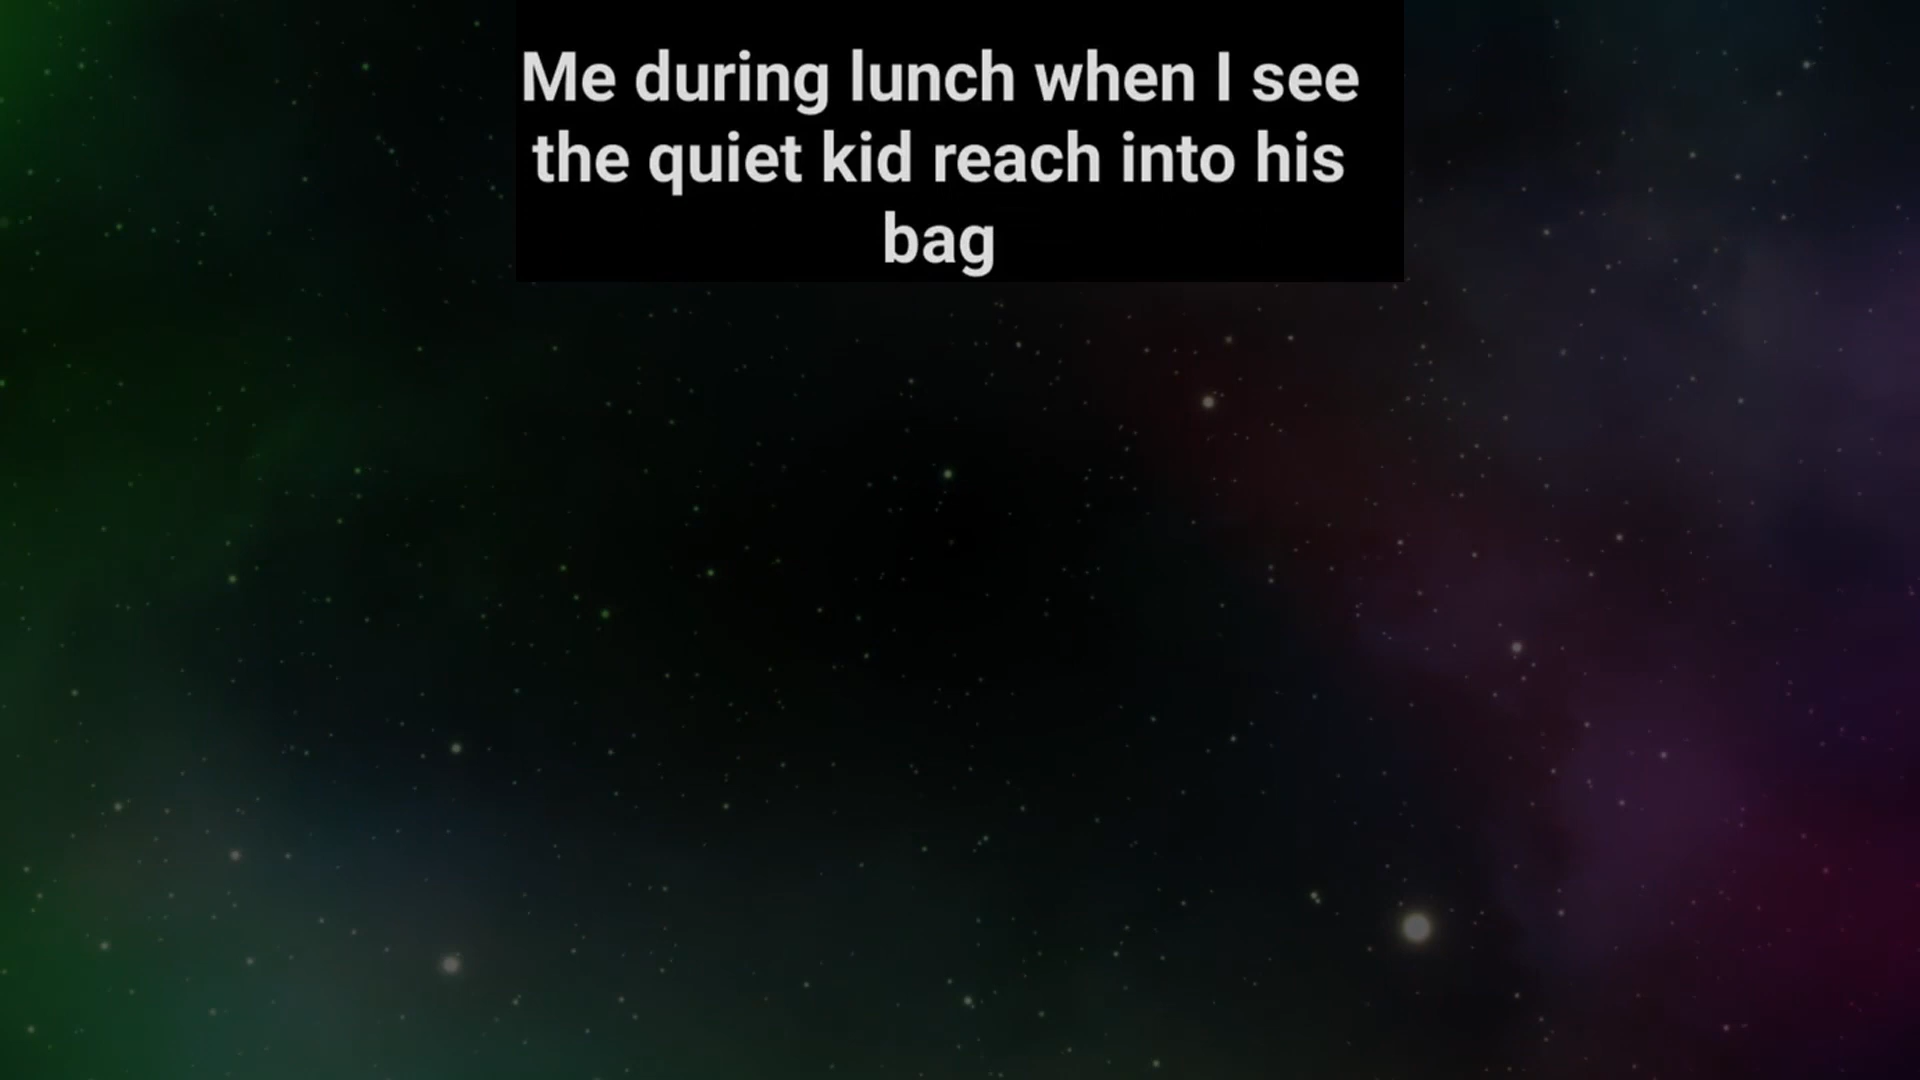 Me during lunch when I see
the quiet kid reach into his
bag